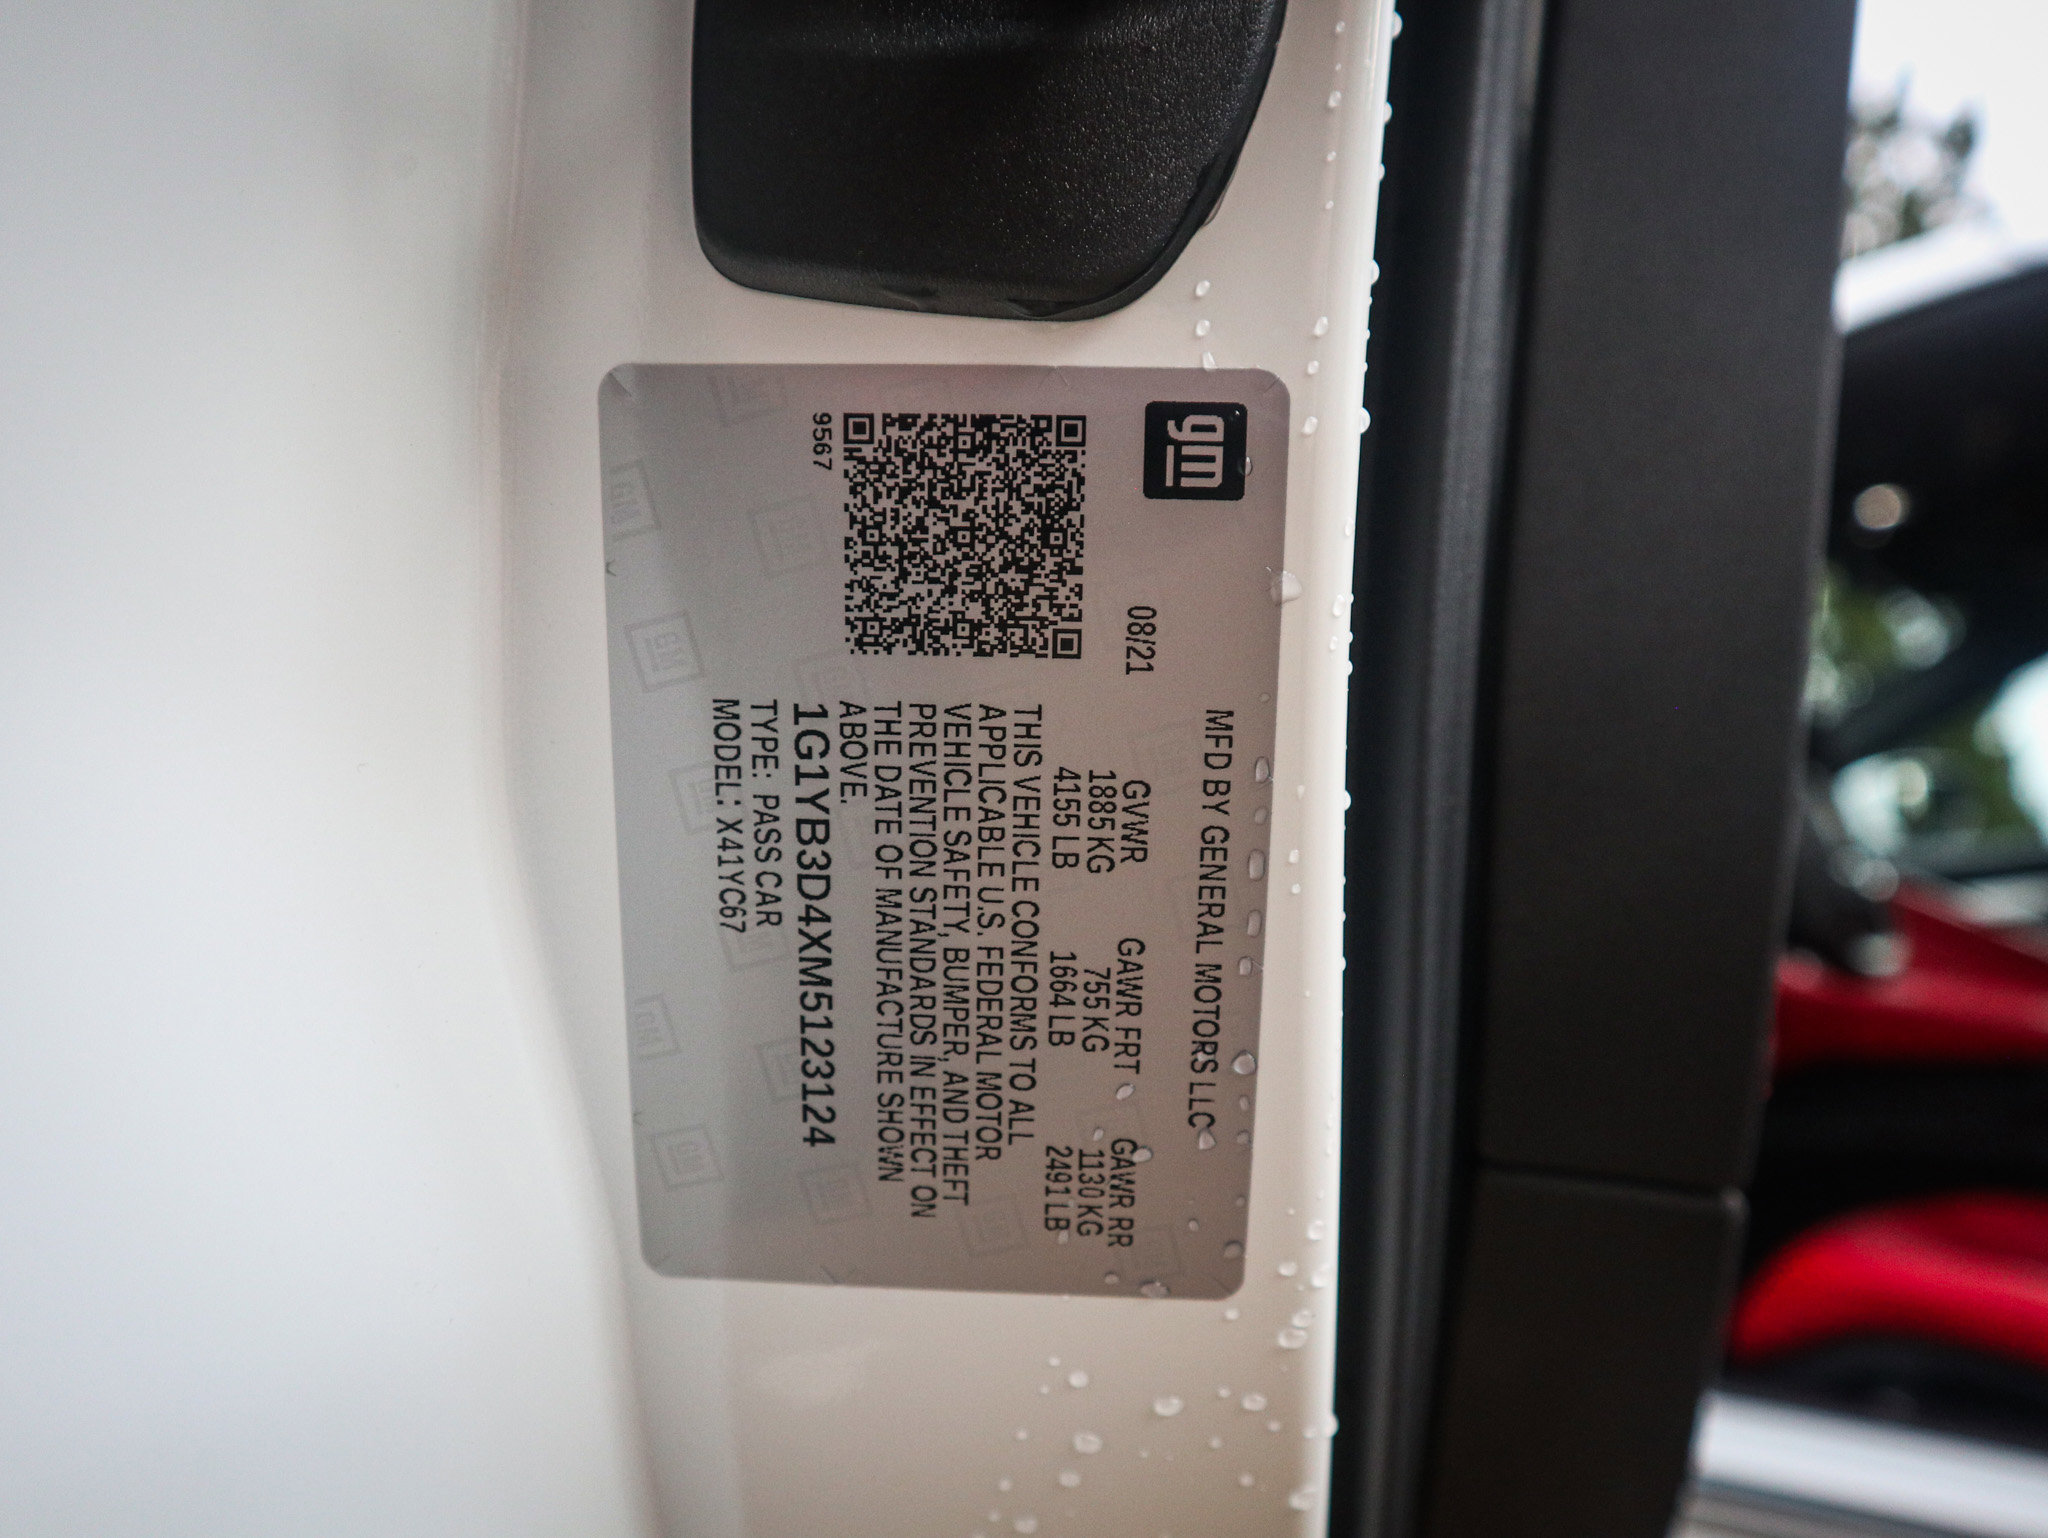 gm
MFD BY GENERAL MOTORS LLC
08/21
GVWR GAWR FRT GAWR RR
1885 KG 755 KG 1130 KG
4155 LB 1664 LB 2491 LB
THIS VEHICLE CONFORMS TO ALL
APPLICABLE U.S. FEDERAL MOTOR
VEHICLE SAFETY, BUMPER, AND THEFT
PREVENTION STANDARDS IN EFFECT ON
THE DATE OF MANUFACTURE SHOWN
ABOVE.
1G1YB3D4XM5123124
TYPE: PASS CAR
MODEL: X41YC67
9567